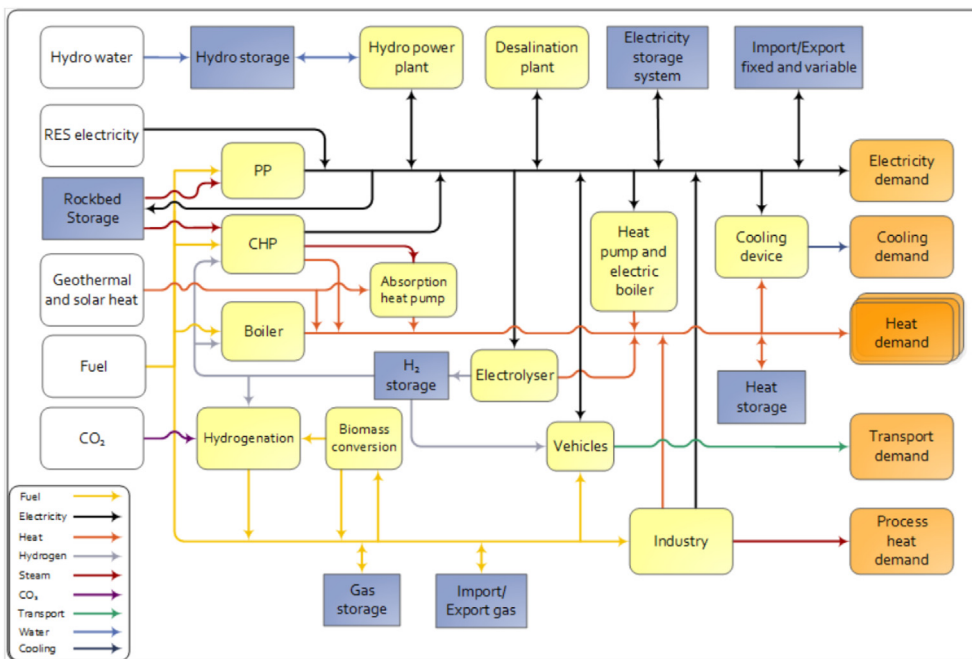 Hydro water
Hydro storage
Hydro power
plant
Desalination
plant
Electricity
storage
system
Import/Export
fixed and variable
RES electricity
PP
Electricity
demand
Rockbed
Storage
CHP
Heat
pump and
electric
boiler
Cooling
device
Cooling
demand
Geothermal
and solar heat
Absorption
heat pump
Boiler
Heat
demand
Fuel
H₂
storage
Electrolyser
Heat
storage
CO₂
Hydrogenation
Biomass
conversion
Vehicles
Transport
demand
Fuel
Electricity
Heat
Hydrogen
Steam
CO₂
Transport
Water
Cooling
Industry
Process
heat
demand
Gas
storage
Import/
Export gas